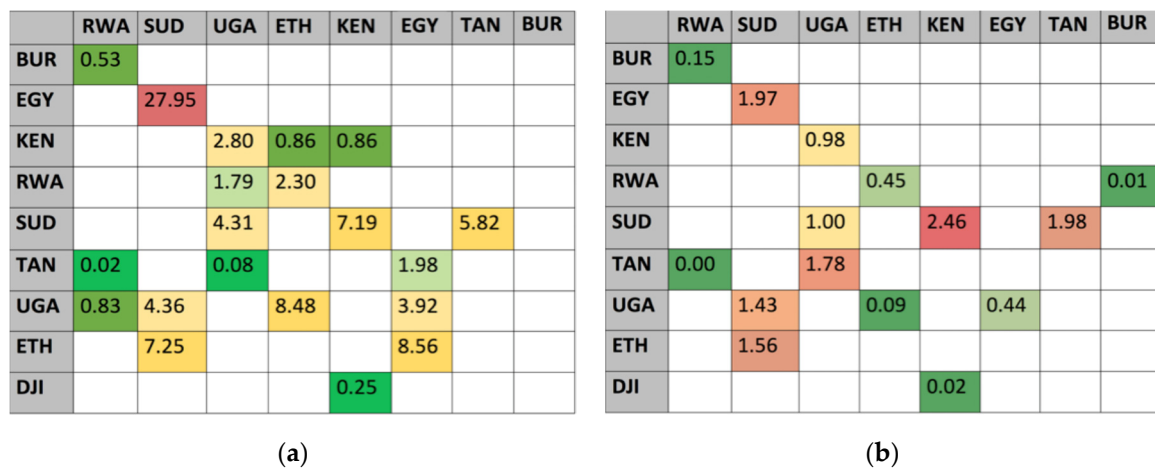 RWA SUD UGA ETH KEN EGY TAN BUR
BUR 0.53
EGY 27.95
KEN 2.80 0.86 0.86
RWA 1.79 2.30
SUD 4.31 7.19 5.82
TAN 0.02 0.08 1.98
UGA 0.83 4.36 8.48 3.92
ETH 7.25 8.56
DJI 0.25
(a)
RWA SUD UGA ETH KEN EGY TAN BUR
BUR 0.15
EGY 1.97
KEN 0.98
RWA 0.45 0.01
SUD 1.00 2.46 1.98
TAN 0.00 1.78
UGA 1.43 0.09 0.44
ETH 1.56
DJI 0.02
(b)